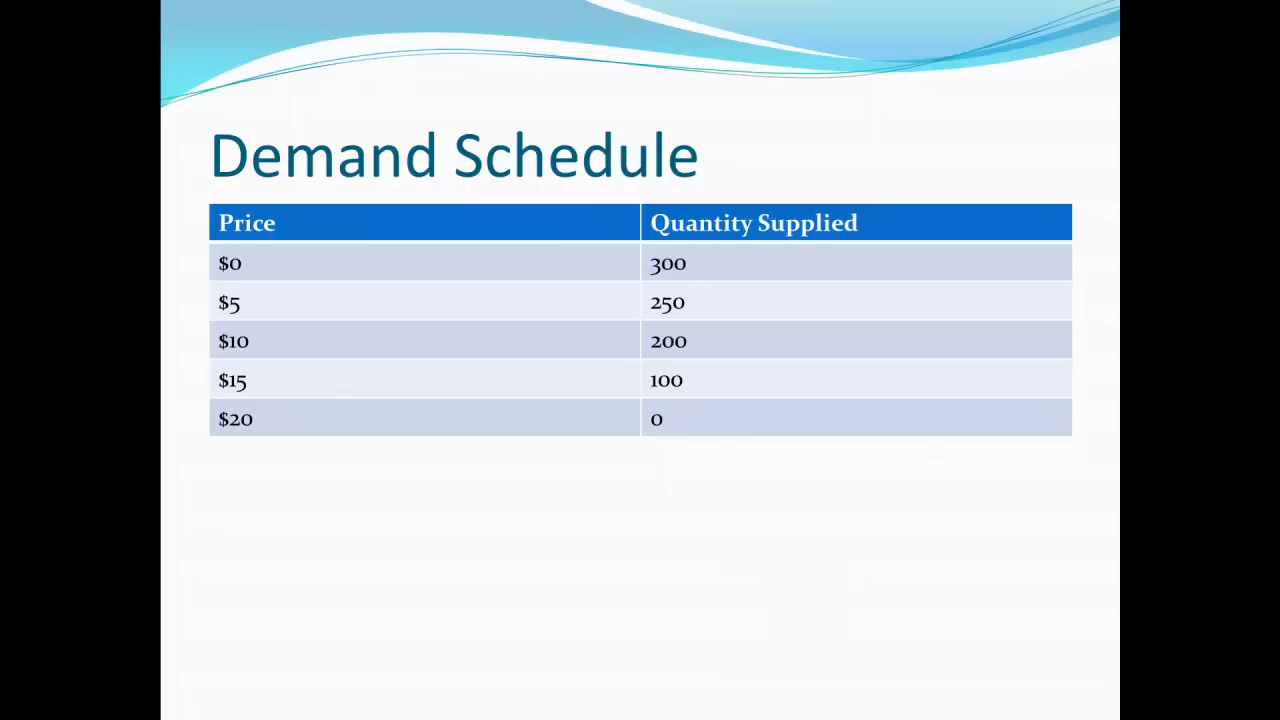 Demand Schedule
Price Quantity Supplied
$0 300
$5 250
$10 200
$15 100
$20 0